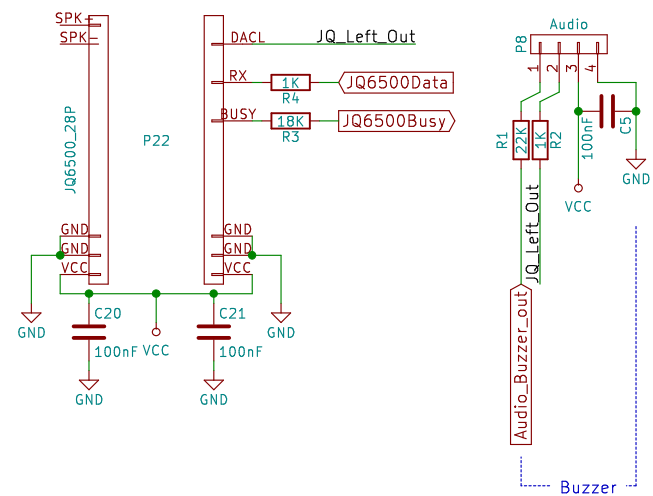 SPK-
SPK-
DACL
JQ_Left_Out
RX
1K
R4
JQ6500Data
BUSY
18K
R3
JQ6500Busy
JQ6500_28P
P22
GND
GND
VCC
GND
GND
VCC
GND
C20
100nF
GND
VCC
C21
100nF
GND
GND
Audio
P8
1
2
3
4
R1
22K
1K
R2
100nF
C5
GND
VCC
JQ_Left_Out
Audio_Buzzer_out
Buzzer